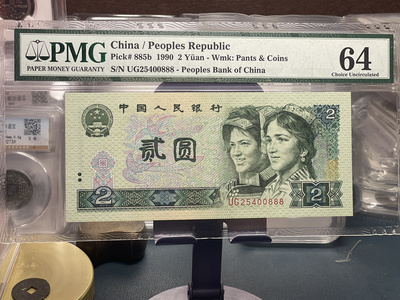 PMG
PAPER MONEY GUARANTY
China / Peoples Republic
Pick# 885b 1990 2 Yüan - Wmk: Pants & Coins
S/N UG25400888 - Peoples Bank of China
64
Choice Uncirculated
中国人民银行
2
贰圆
2
2
UG25400888